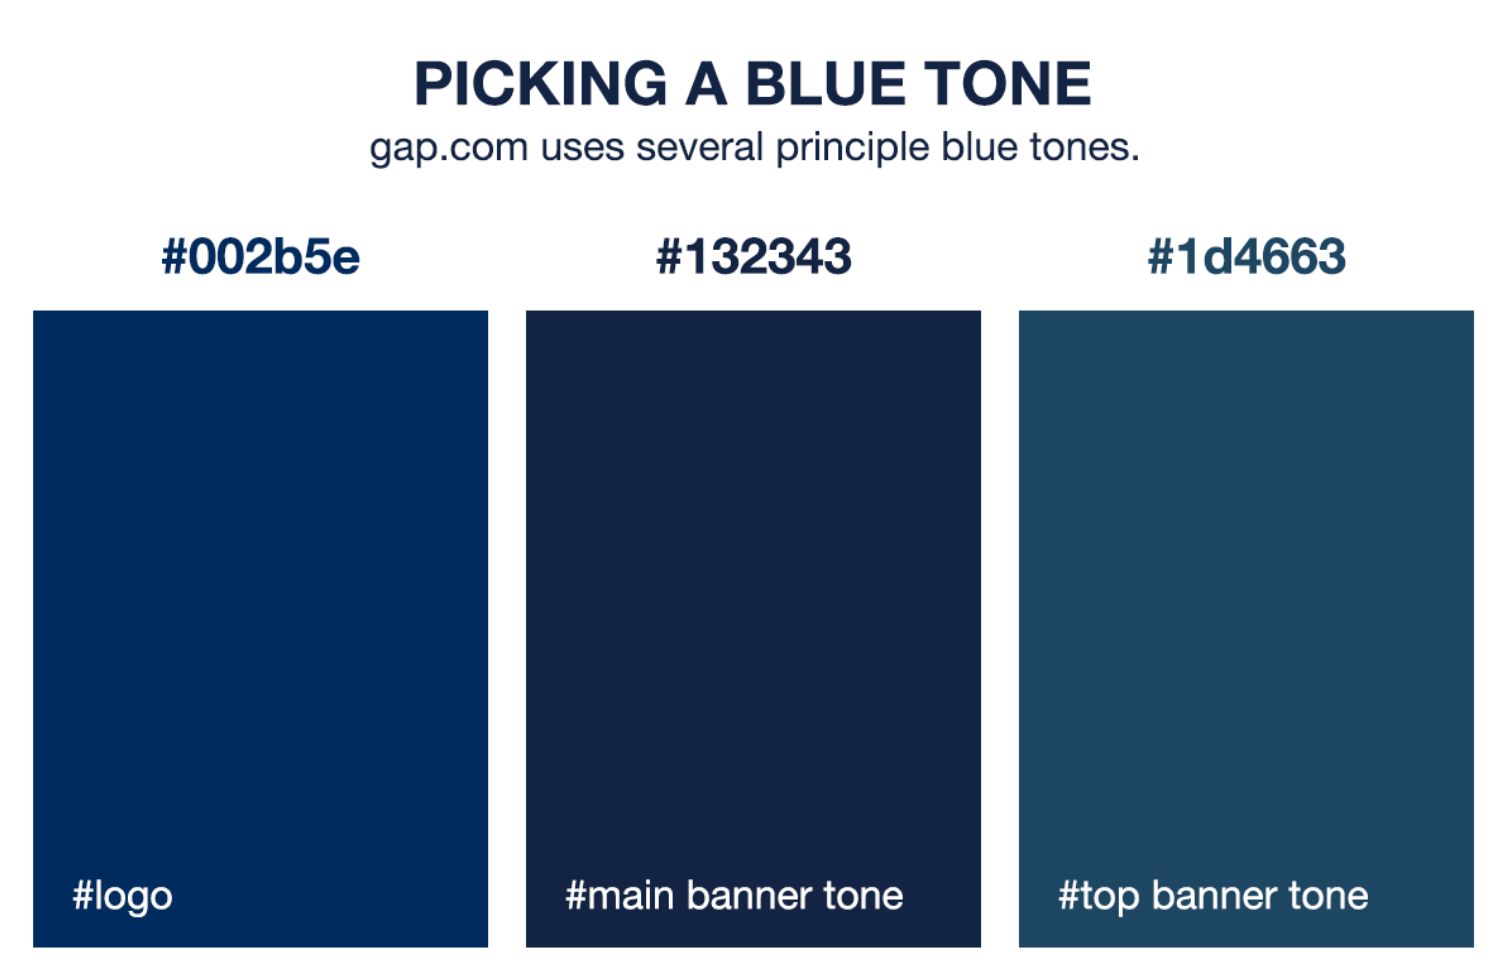 PICKING A BLUE TONE
gap.com uses several principle blue tones.
#002b5e
#132343
#1d4663
#logo
#main banner tone
#top banner tone